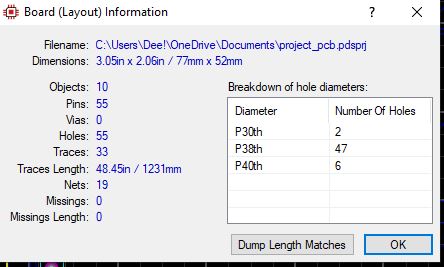 Board (Layout) Information
Filename: C:\Users\Dee!\OneDrive\Documents\project_pcb.pdsprj
Dimensions: 3.05in x 2.06in / 77mm x 52mm
Objects: 10
Pins: 55
Vias: 0
Holes: 55
Traces: 33
Traces Length: 48.45in / 1231mm
Nets: 19
Missings: 0
Missings Length: 0
Breakdown of hole diameters:
Diameter Number Of Holes
P30th 2
P38th 47
P40th 6
Dump Length Matches OK